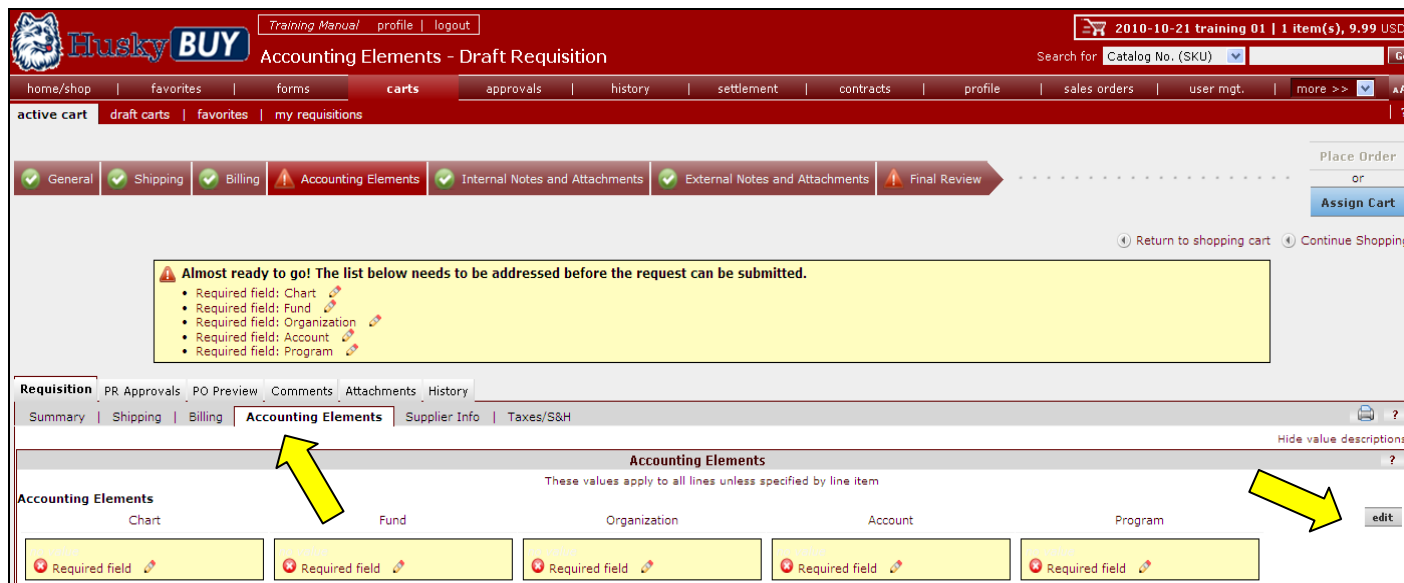 Husky BUY
Training Manual profile | logout
2010-10-21 training 01 | 1 item(s), 9.99 USD
Accounting Elements - Draft Requisition
Search for Catalog No. (SKU)
home/shop | favorites | forms carts approvals | history | settlement | contracts | profile | sales orders | user mgt. | more >>
active cart draft carts | favorites | my requisitions | ?
Place Order
General Shipping Billing Accounting Elements Internal Notes and Attachments External Notes and Attachments Final Review
or
Assign Cart
Return to shopping cart Continue Shopping
Almost ready to go! The list below needs to be addressed before the request can be submitted.
• Required field: Chart
• Required field: Fund
• Required field: Organization
• Required field: Account
• Required field: Program
Requisition PR Approvals PO Preview Comments Attachments History
Summary | Shipping | Billing Accounting Elements Supplier Info | Taxes/S&H ?
Hide value descriptions
Accounting Elements ?
These values apply to all lines unless specified by line item
Accounting Elements
Chart Fund Organization Account Program edit
Required field Required field Required field Required field Required field